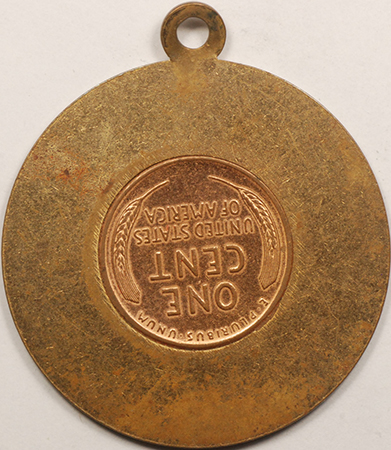 E·PLURIBUS·UNUM
ONE
CENT
UNITED STATES
OF AMERICA